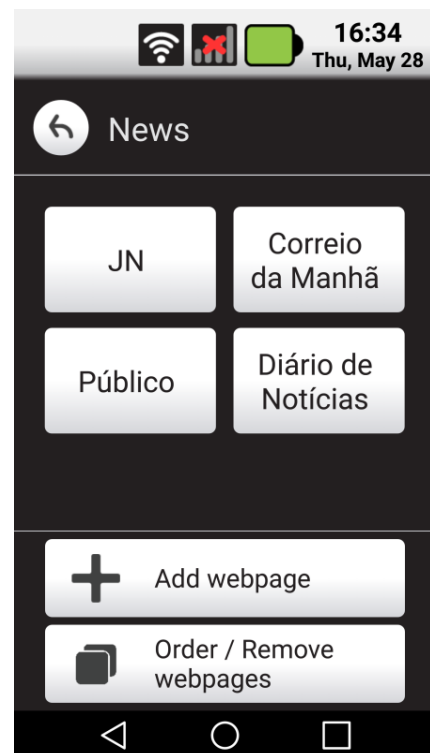 16:34
Thu, May 28
News
JN
Correio
da Manhã
Público
Diário de
Notícias
Add webpage
Order / Remove
webpages